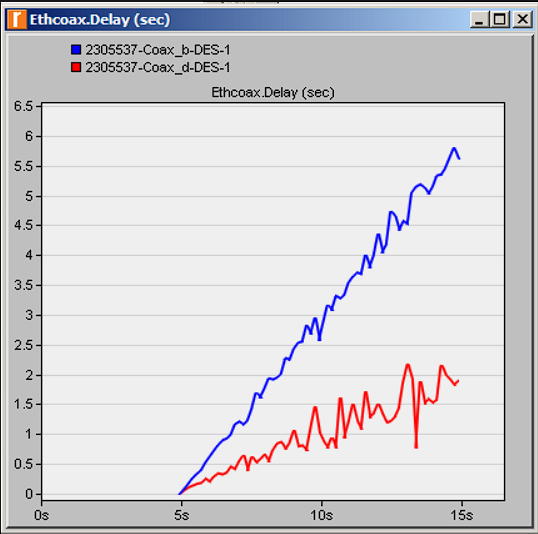 Ethcoax.Delay (sec)
2305537-Coax_b-DES-1
2305537-Coax_d-DES-1
Ethcoax.Delay (sec)
6.5
6
5.5
5
4.5
4
3.5
3
2.5
2
1.5
1
0.5
0
0s 5s 10s 15s